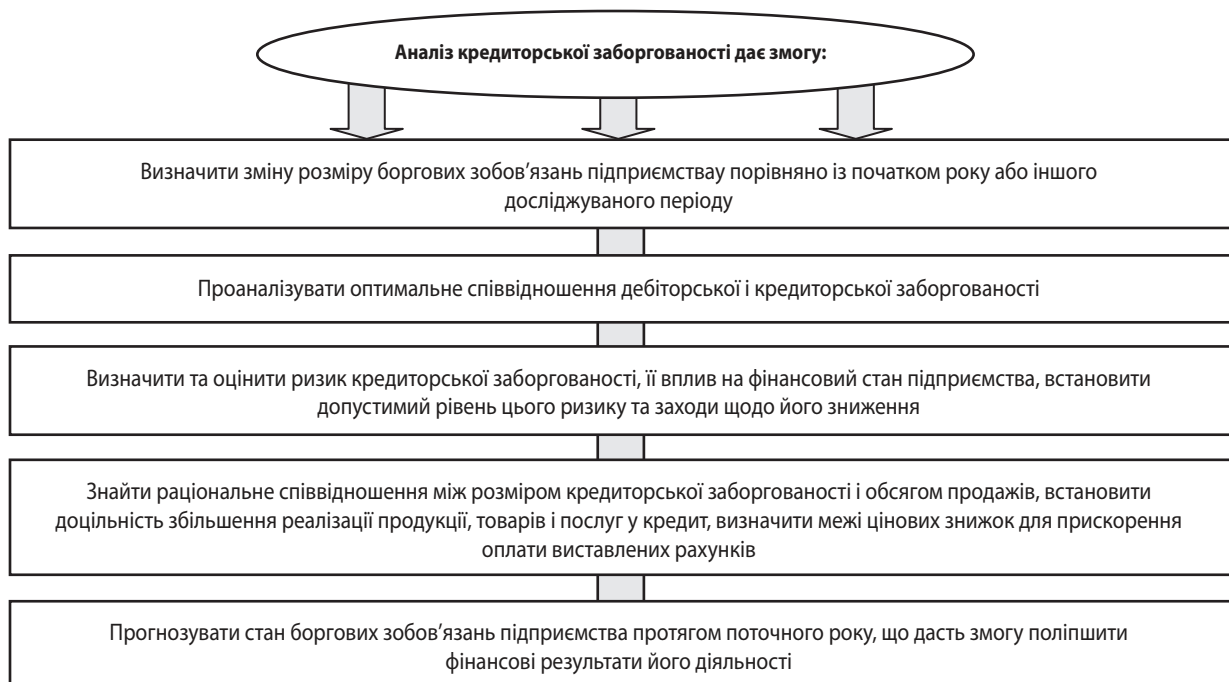 Аналіз кредиторської заборгованості дає змогу:
Визначити зміну розміру боргових зобов’язань підприємствау порівняно із початком року або іншого
досліджуваного періоду
Проаналізувати оптимальне співвідношення дебіторської і кредиторської заборгованості
Визначити та оцінити ризик кредиторської заборгованості, її вплив на фінансовий стан підприємства, встановити
допустимий рівень цього ризику та заходи щодо його зниження
Знайти раціональне співвідношення між розміром кредиторської заборгованості і обсягом продажів, встановити
доцільність збільшення реалізації продукції, товарів і послуг у кредит, визначити межі цінових знижок для прискорення
оплати виставлених рахунків
Прогнозувати стан боргових зобов’язань підприємства протягом поточного року, що дасть змогу поліпшити
фінансові результати його діяльності